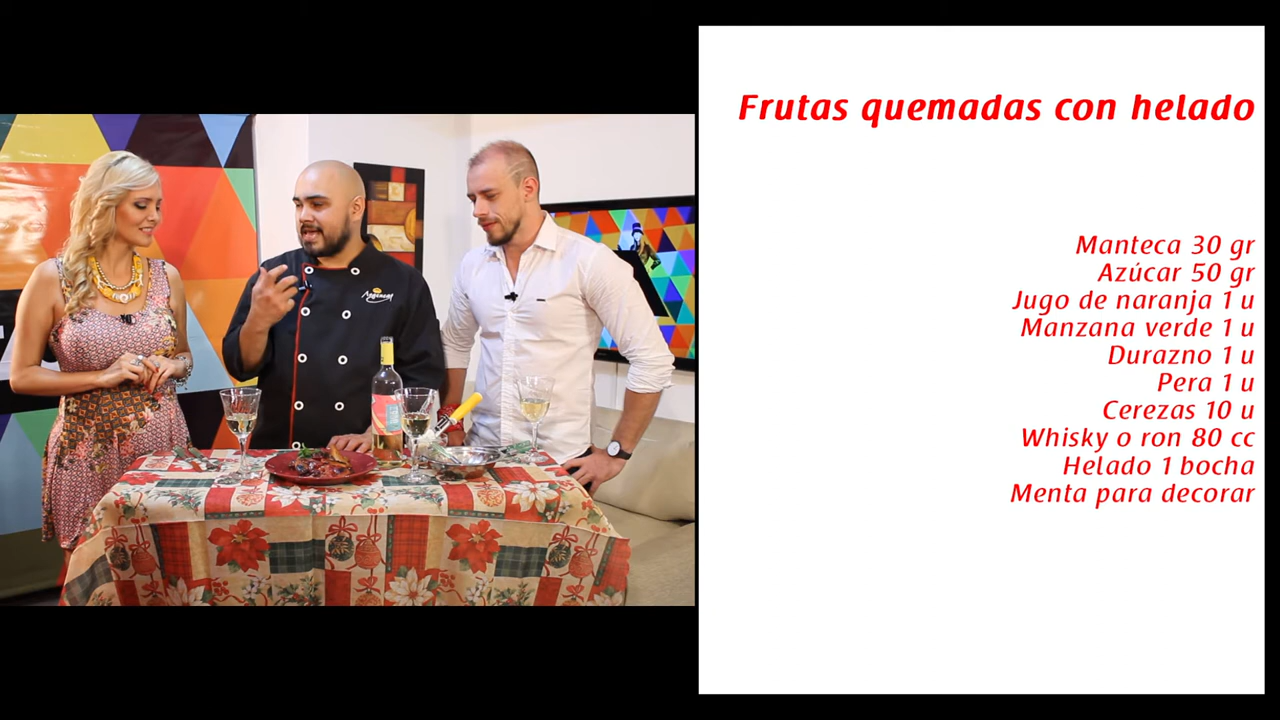 Frutas quemadas con helado
Manteca 30 gr
Azúcar 50 gr
Jugo de naranja 1 u
Manzana verde 1 u
Durazno 1 u
Pera 1 u
Cerezas 10 u
Whisky o ron 80 cc
Helado 1 bocha
Menta para decorar